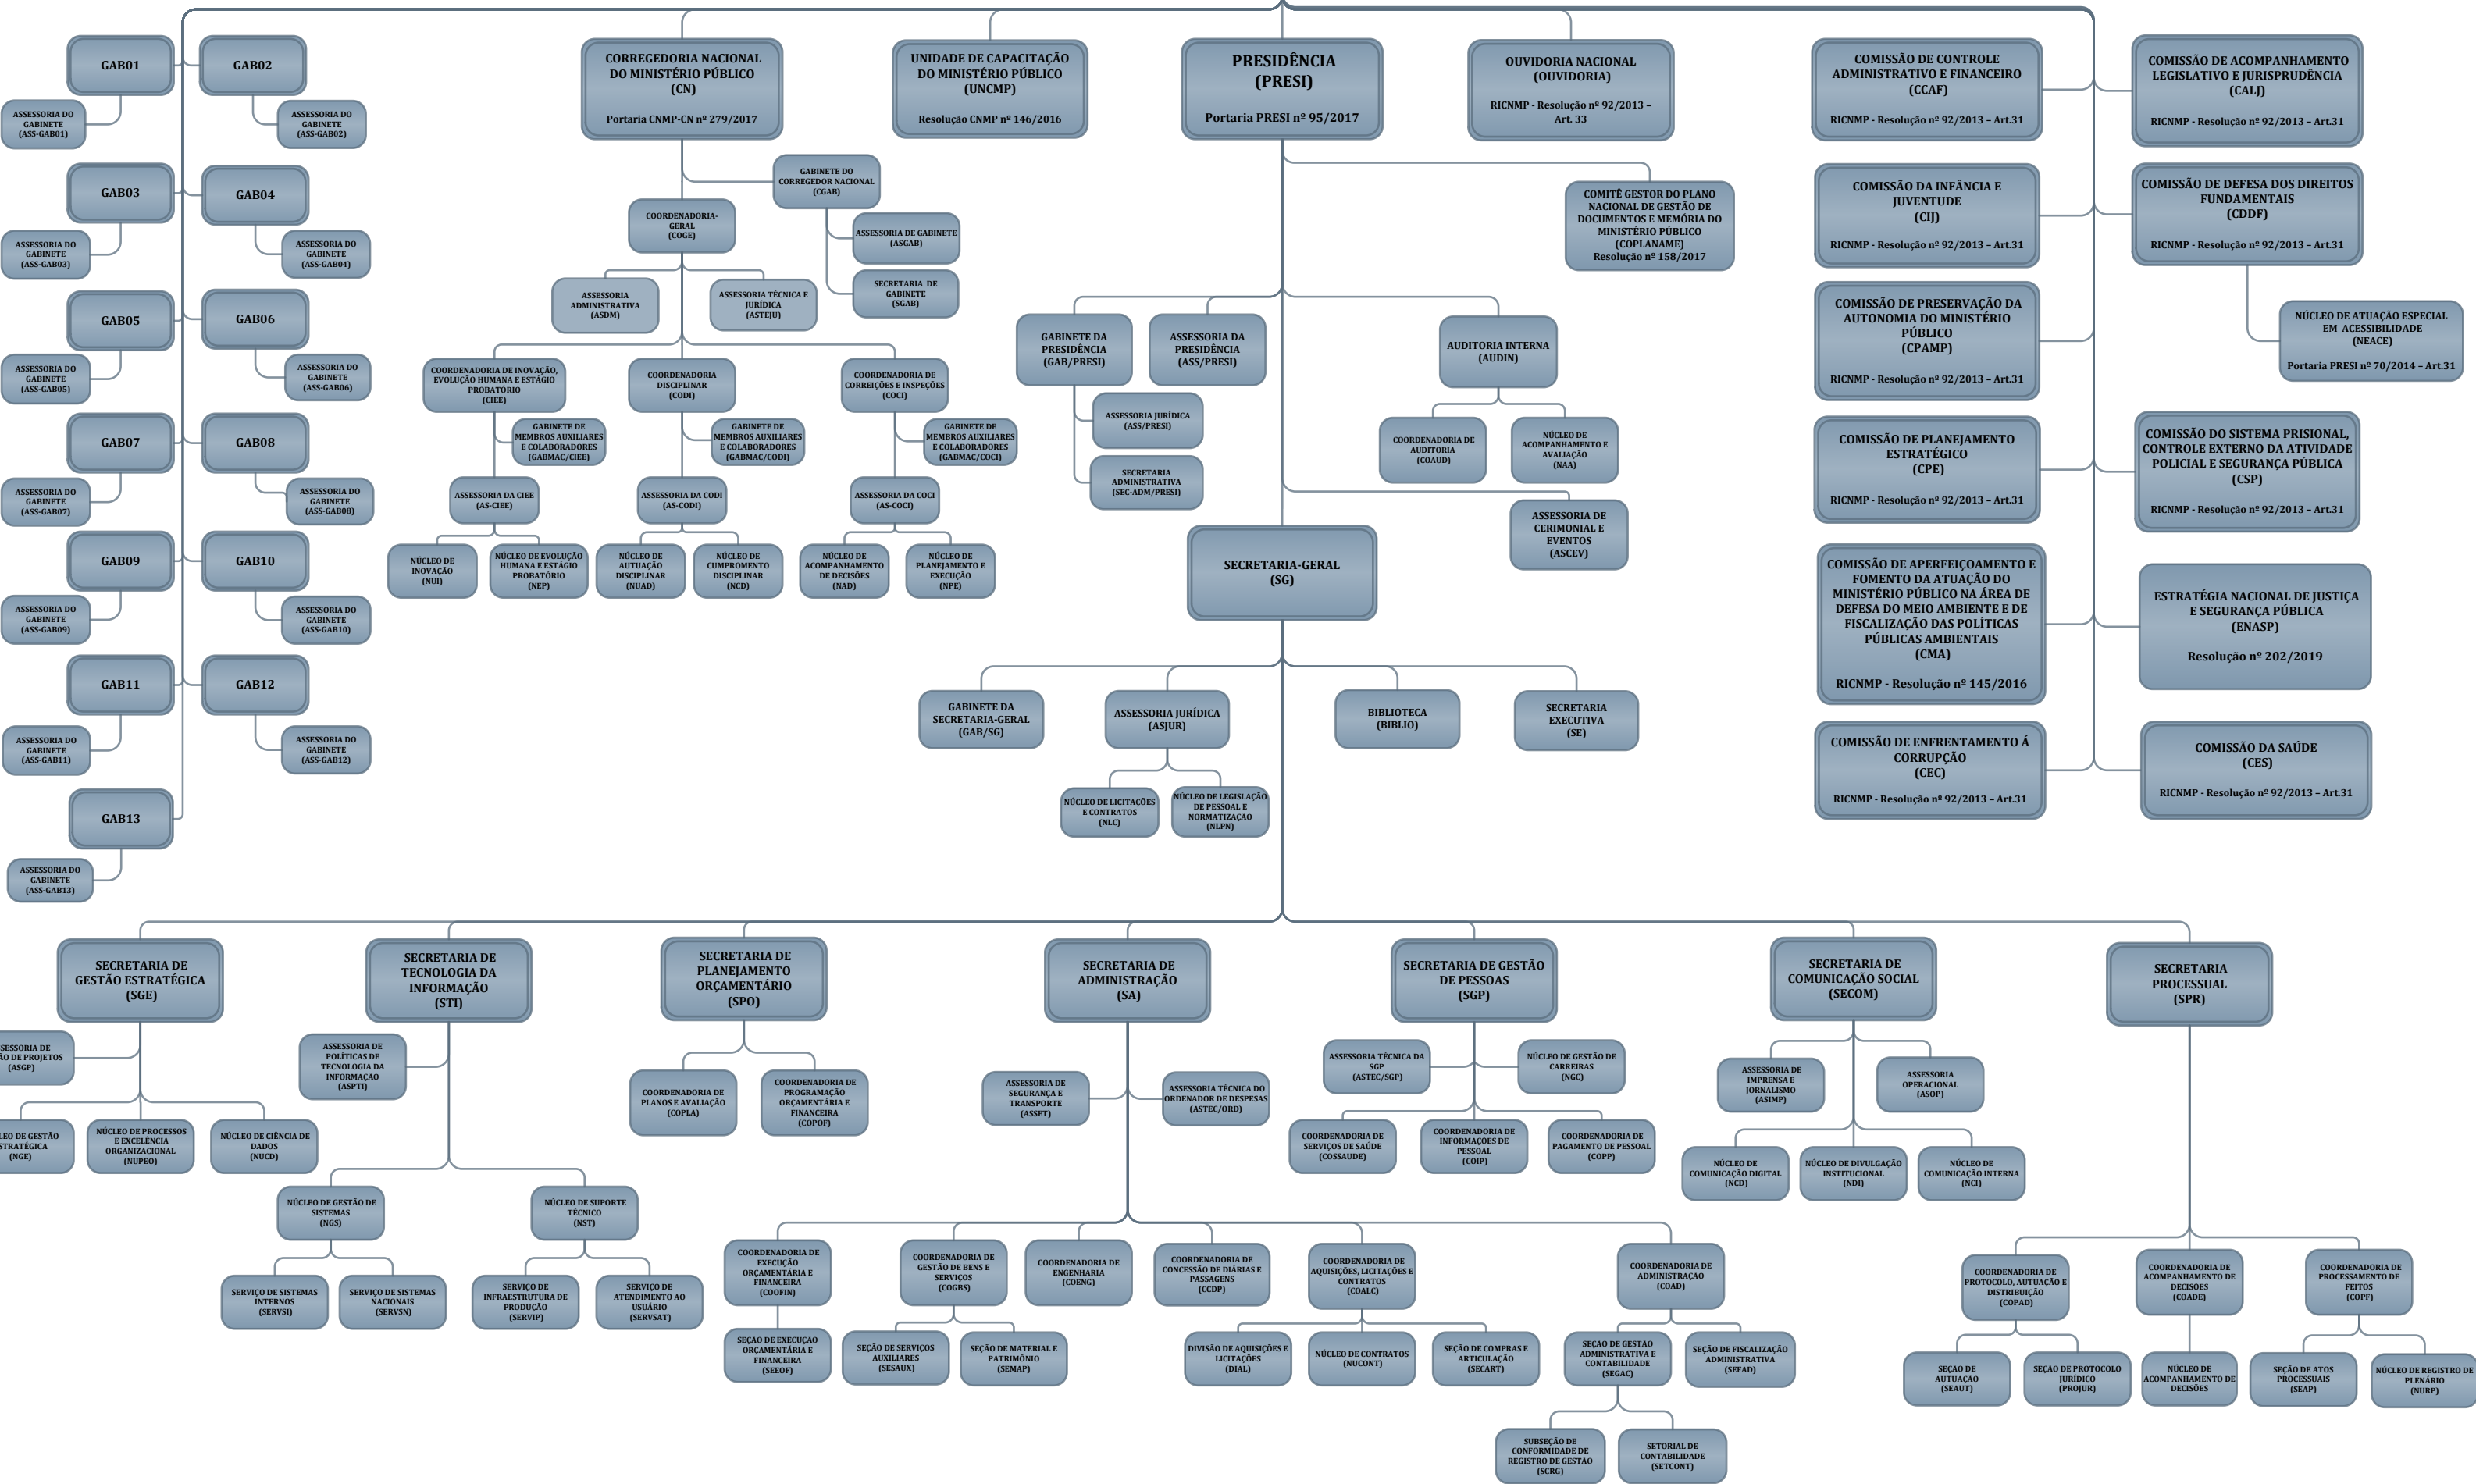 GAB01
GAB02
ASSESSORIA DO
GABINETE
(ASS-GAB01)
ASSESSORIA DO
GABINETE
(ASS-GAB02)
GAB03
GAB04
ASSESSORIA DO
GABINETE
(ASS-GAB03)
ASSESSORIA DO
GABINETE
(ASS-GAB04)
GAB05
GAB06
ASSESSORIA DO
GABINETE
(ASS-GAB05)
ASSESSORIA DO
GABINETE
(ASS-GAB06)
GAB07
GAB08
ASSESSORIA DO
GABINETE
(ASS-GAB07)
ASSESSORIA DO
GABINETE
(ASS-GAB08)
GAB09
GAB10
ASSESSORIA DO
GABINETE
(ASS-GAB09)
ASSESSORIA DO
GABINETE
(ASS-GAB10)
GAB11
GAB12
ASSESSORIA DO
GABINETE
(ASS-GAB11)
ASSESSORIA DO
GABINETE
(ASS-GAB12)
GAB13
ASSESSORIA DO
GABINETE
(ASS-GAB13)
CORREGEDORIA NACIONAL
DO MINISTÉRIO PÚBLICO
(CN)
Portaria CNMP-CN nº 279/2017
GABINETE DO
CORREGEDOR NACIONAL
(CGAB)
COORDENADORIA-
GERAL
(COGE)
ASSESSORIA DE GABINETE
(ASGAB)
SECRETARIA DE
GABINETE
(SGAB)
ASSESSORIA
ADMINISTRATIVA
(ASDM)
ASSESSORIA TÉCNICA E
JURÍDICA
(ASTEJU)
COORDENADORIA DE INOVAÇÃO,
EVOLUÇÃO HUMANA E ESTÁGIO
PROBATÓRIO
(CIEE)
COORDENADORIA
DISCIPLINAR
(CODI)
COORDENADORIA DE
CORREIÇÕES E INSPEÇÕES
(COCI)
GABINETE DE
MEMBROS AUXILIARES
E COLABORADORES
(GABMAC/CIEE)
GABINETE DE
MEMBROS AUXILIARES
E COLABORADORES
(GABMAC/CODI)
GABINETE DE
MEMBROS AUXILIARES
E COLABORADORES
(GABMAC/COCI)
ASSESSORIA DA CIEE
(AS-CIEE)
ASSESSORIA DA CODI
(AS-CODI)
ASSESSORIA DA COCI
(AS-COCI)
NÚCLEO DE
INOVAÇÃO
(NUI)
NÚCLEO DE EVOLUÇÃO
HUMANA E ESTÁGIO
PROBATÓRIO
(NEP)
NÚCLEO DE
AUTUAÇÃO
DISCIPLINAR
(NUAD)
NÚCLEO DE
CUMPROMENTO
DISCIPLINAR
(NCD)
NÚCLEO DE
ACOMPANHAMENTO
DE DECISÕES
(NAD)
NÚCLEO DE
PLANEJAMENTO E
EXECUÇÃO
(NPE)
UNIDADE DE CAPACITAÇÃO
DO MINISTÉRIO PÚBLICO
(UNCMP)
Resolução CNMP nº 146/2016
PRESIDÊNCIA
(PRESI)
Portaria PRESI nº 95/2017
OUVIDORIA NACIONAL
(OUVIDORIA)
RICNMP - Resolução nº 92/2013 –
Art. 33
COMITÊ GESTOR DO PLANO
NACIONAL DE GESTÃO DE
DOCUMENTOS E MEMÓRIA DO
MINISTÉRIO PÚBLICO
(COPLANAME)
Resolução nº 158/2017
GABINETE DA
PRESIDÊNCIA
(GAB/PRESI)
ASSESSORIA DA
PRESIDÊNCIA
(ASS/PRESI)
AUDITORIA INTERNA
(AUDIN)
ASSESSORIA JURÍDICA
(ASS/PRESI)
SECRETARIA
ADMINISTRATIVA
(SEC-ADM/PRESI)
COORDENADORIA DE
AUDITORIA
(COAUD)
NÚCLEO DE
ACOMPANHAMENTO E
AVALIAÇÃO
(NAA)
ASSESSORIA DE
CERIMONIAL E
EVENTOS
(ASCEV)
SECRETARIA-GERAL
(SG)
GABINETE DA
SECRETARIA-GERAL
(GAB/SG)
ASSESSORIA JURÍDICA
(ASJUR)
BIBLIOTECA
(BIBLIO)
SECRETARIA
EXECUTIVA
(SE)
NÚCLEO DE LICITAÇÕES
E CONTRATOS
(NLC)
NÚCLEO DE LEGISLAÇÃO
DE PESSOAL E
NORMATIZAÇÃO
(NLPN)
COMISSÃO DE CONTROLE
ADMINISTRATIVO E FINANCEIRO
(CCAF)
RICNMP - Resolução nº 92/2013 – Art.31
COMISSÃO DE ACOMPANHAMENTO
LEGISLATIVO E JURISPRUDÊNCIA
(CALJ)
RICNMP - Resolução nº 92/2013 – Art.31
COMISSÃO DA INFÂNCIA E
JUVENTUDE
(CIJ)
RICNMP - Resolução nº 92/2013 – Art.31
COMISSÃO DE DEFESA DOS DIREITOS
FUNDAMENTAIS
(CDDF)
RICNMP - Resolução nº 92/2013 – Art.31
COMISSÃO DE PRESERVAÇÃO DA
AUTONOMIA DO MINISTÉRIO
PÚBLICO
(CPAMP)
RICNMP - Resolução nº 92/2013 – Art.31
NÚCLEO DE ATUAÇÃO ESPECIAL
EM ACESSIBILIDADE
(NEACE)
Portaria PRESI nº 70/2014 – Art.31
COMISSÃO DE PLANEJAMENTO
ESTRATÉGICO
(CPE)
RICNMP - Resolução nº 92/2013 – Art.31
COMISSÃO DO SISTEMA PRISIONAL,
CONTROLE EXTERNO DA ATIVIDADE
POLICIAL E SEGURANÇA PÚBLICA
(CSP)
RICNMP - Resolução nº 92/2013 – Art.31
COMISSÃO DE APERFEIÇOAMENTO E
FOMENTO DA ATUAÇÃO DO
MINISTÉRIO PÚBLICO NA ÁREA DE
DEFESA DO MEIO AMBIENTE E DE
FISCALIZAÇÃO DAS POLÍTICAS
PÚBLICAS AMBIENTAIS
(CMA)
RICNMP - Resolução nº 145/2016
ESTRATÉGIA NACIONAL DE JUSTIÇA
E SEGURANÇA PÚBLICA
(ENASP)
Resolução nº 202/2019
COMISSÃO DE ENFRENTAMENTO Á
CORRUPÇÃO
(CEC)
RICNMP - Resolução nº 92/2013 – Art.31
COMISSÃO DA SAÚDE
(CES)
RICNMP - Resolução nº 92/2013 – Art.31
SECRETARIA DE
GESTÃO ESTRATÉGICA
(SGE)
SESSORIA DE
ÃO DE PROJETOS
(ASGP)
LEO DE GESTÃO
STRATÉGICA
(NGE)
NÚCLEO DE PROCESSOS
E EXCELÊNCIA
ORGANIZACIONAL
(NUPEO)
NÚCLEO DE CIÊNCIA DE
DADOS
(NUCD)
SECRETARIA DE
TECNOLOGIA DA
INFORMAÇÃO
(STI)
ASSESSORIA DE
POLÍTICAS DE
TECNOLOGIA DA
INFORMAÇÃO
(ASPTI)
NÚCLEO DE GESTÃO DE
SISTEMAS
(NGS)
NÚCLEO DE SUPORTE
TÉCNICO
(NST)
SERVIÇO DE SISTEMAS
INTERNOS
(SERVSI)
SERVIÇO DE SISTEMAS
NACIONAIS
(SERVSN)
SERVIÇO DE
INFRAESTRUTURA DE
PRODUÇÃO
(SERVIP)
SERVIÇO DE
ATENDIMENTO AO
USUÁRIO
(SERVSAT)
SECRETARIA DE
PLANEJAMENTO
ORÇAMENTÁRIO
(SPO)
COORDENADORIA DE
PLANOS E AVALIAÇÃO
(COPLA)
COORDENADORIA DE
PROGRAMAÇÃO
ORÇAMENTÁRIA E
FINANCEIRA
(COPOF)
SECRETARIA DE
ADMINISTRAÇÃO
(SA)
ASSESSORIA DE
SEGURANÇA E
TRANSPORTE
(ASSET)
ASSESSORIA TÉCNICA DO
ORDENADOR DE DESPESAS
(ASTEC/ORD)
COORDENADORIA DE
EXECUÇÃO
ORÇAMENTÁRIA E
FINANCEIRA
(COOFIN)
COORDENADORIA DE
GESTÃO DE BENS E
SERVIÇOS
(COGBS)
COORDENADORIA DE
ENGENHARIA
(COENG)
COORDENADORIA DE
CONCESSÃO DE DIÁRIAS E
PASSAGENS
(CCDP)
COORDENADORIA DE
AQUISIÇÕES, LICITAÇÕES E
CONTRATOS
(COALC)
COORDENADORIA DE
ADMINISTRAÇÃO
(COAD)
SEÇÃO DE EXECUÇÃO
ORÇAMENTÁRIA E
FINANCEIRA
(SEEOF)
SEÇÃO DE SERVIÇOS
AUXILIARES
(SESAUX)
SEÇÃO DE MATERIAL E
PATRIMÔNIO
(SEMAP)
DIVISÃO DE AQUISIÇÕES E
LICITAÇÕES
(DIAL)
NÚCLEO DE CONTRATOS
(NUCONT)
SEÇÃO DE COMPRAS E
ARTICULAÇÃO
(SECART)
SEÇÃO DE GESTÃO
ADMINISTRATIVA E
CONTABILIDADE
(SEGAC)
SEÇÃO DE FISCALIZAÇÃO
ADMINISTRATIVA
(SEFAD)
SUBSEÇÃO DE
CONFORMIDADE DE
REGISTRO DE GESTÃO
(SCRG)
SETORIAL DE
CONTABILIDADE
(SETCONT)
SECRETARIA DE GESTÃO
DE PESSOAS
(SGP)
ASSESSORIA TÉCNICA DA
SGP
(ASTEC/SGP)
NÚCLEO DE GESTÃO DE
CARREIRAS
(NGC)
COORDENADORIA DE
SERVIÇOS DE SAÚDE
(COSSAUDE)
COORDENADORIA DE
INFORMAÇÕES DE
PESSOAL
(COIP)
COORDENADORIA DE
PAGAMENTO DE PESSOAL
(COPP)
SECRETARIA DE
COMUNICAÇÃO SOCIAL
(SECOM)
ASSESSORIA DE
IMPRENSA E
JORNALISMO
(ASIMP)
ASSESSORIA
OPERACIONAL
(ASOP)
NÚCLEO DE
COMUNICAÇÃO DIGITAL
(NCD)
NÚCLEO DE DIVULGAÇÃO
INSTITUCIONAL
(NDI)
NÚCLEO DE
COMUNICAÇÃO INTERNA
(NCI)
SECRETARIA
PROCESSUAL
(SPR)
COORDENADORIA DE
PROTOCOLO, AUTUAÇÃO E
DISTRIBUIÇÃO
(COPAD)
COORDENADORIA DE
ACOMPANHAMENTO DE
DECISÕES
(COADE)
COORDENADORIA DE
PROCESSAMENTO DE
FEITOS
(COPF)
SEÇÃO DE
AUTUAÇÃO
(SEAUT)
SEÇÃO DE PROTOCOLO
JURÍDICO
(PROJUR)
NÚCLEO DE
ACOMPANHAMENTO DE
DECISÕES
SEÇÃO DE ATOS
PROCESSUAIS
(SEAP)
NÚCLEO DE REGISTRO DE
PLENÁRIO
(NURP)